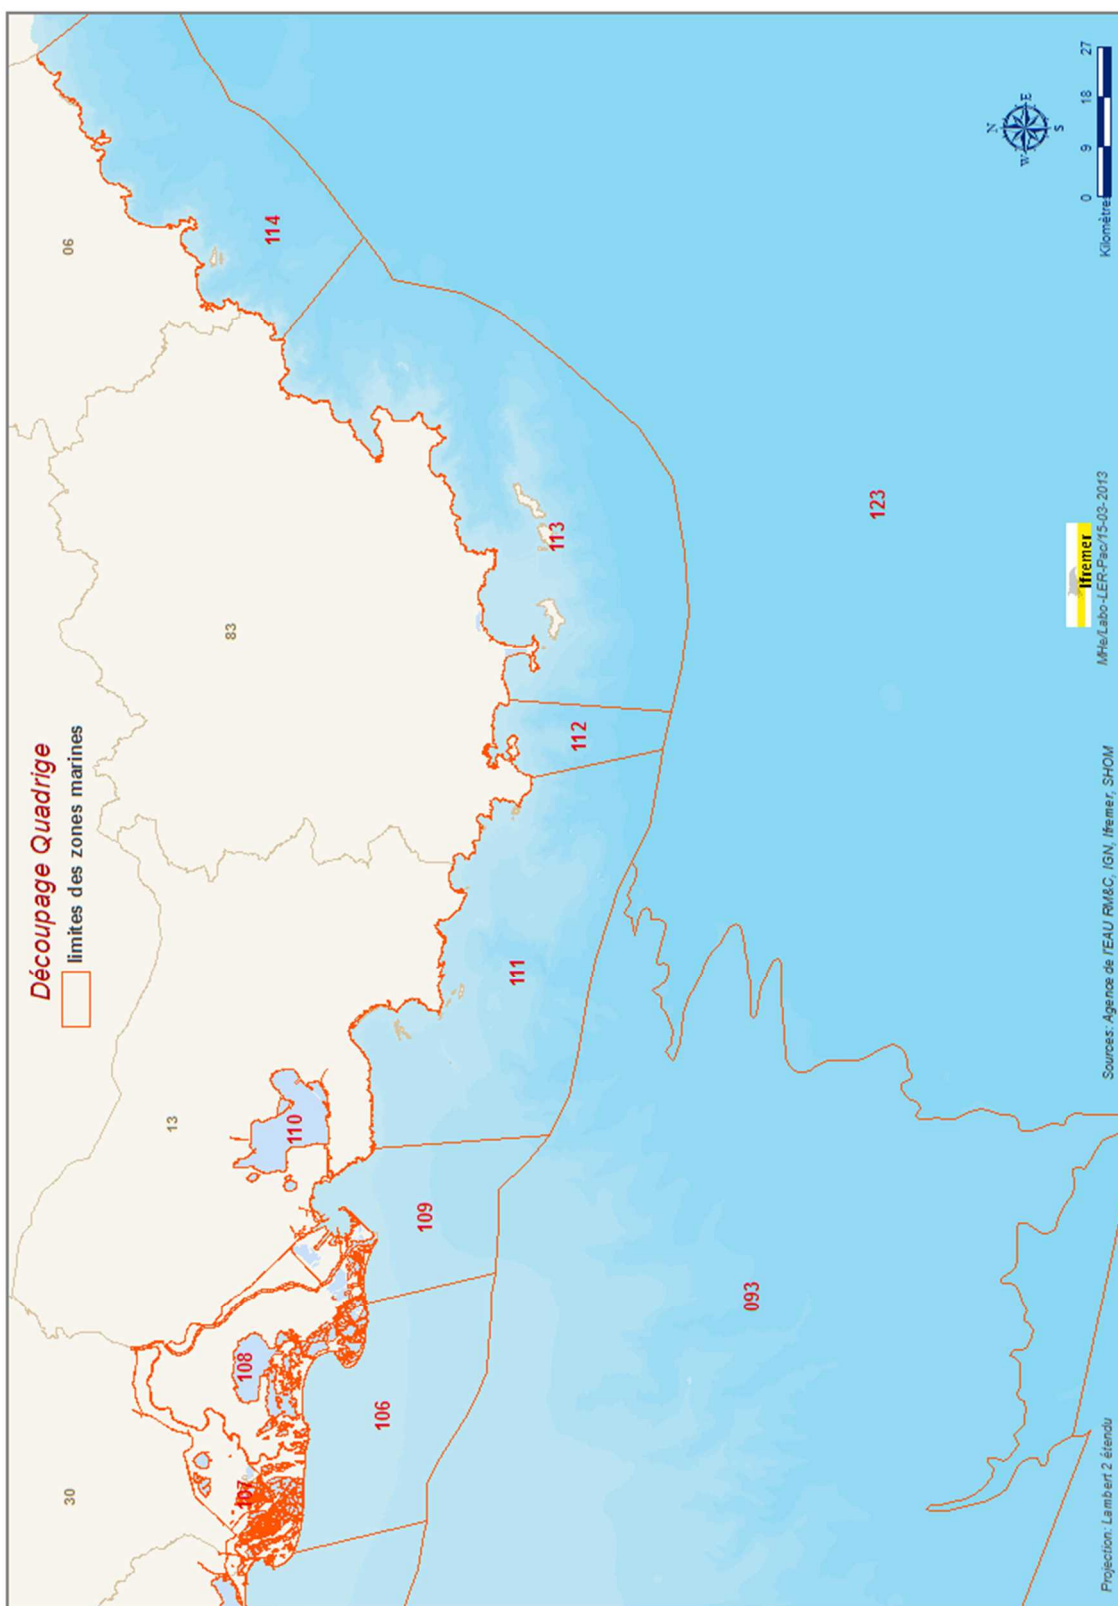 Découpage Quadrige
limites des zones marines
30
13
83
06
107
108
110
106
109
111
112
113
114
093
123
N
W
E
S
0 9 18 27
Kilomètres
Ifremer
Projection: Lambert 2 étendu
Sources: Agence de l'EAU RM&C, IGN, Ifremer, SHOM
MHe/Labo-LER-Pac/15-03-2013